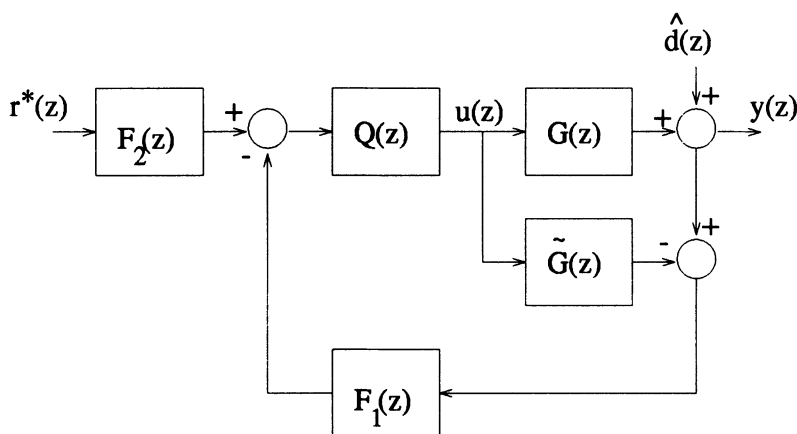 d̂(z)
r*(z)
F₂(z)
+
-
Q(z)
u(z)
G(z)
+
+
y(z)
G̃(z)
-
+
F₁(z)